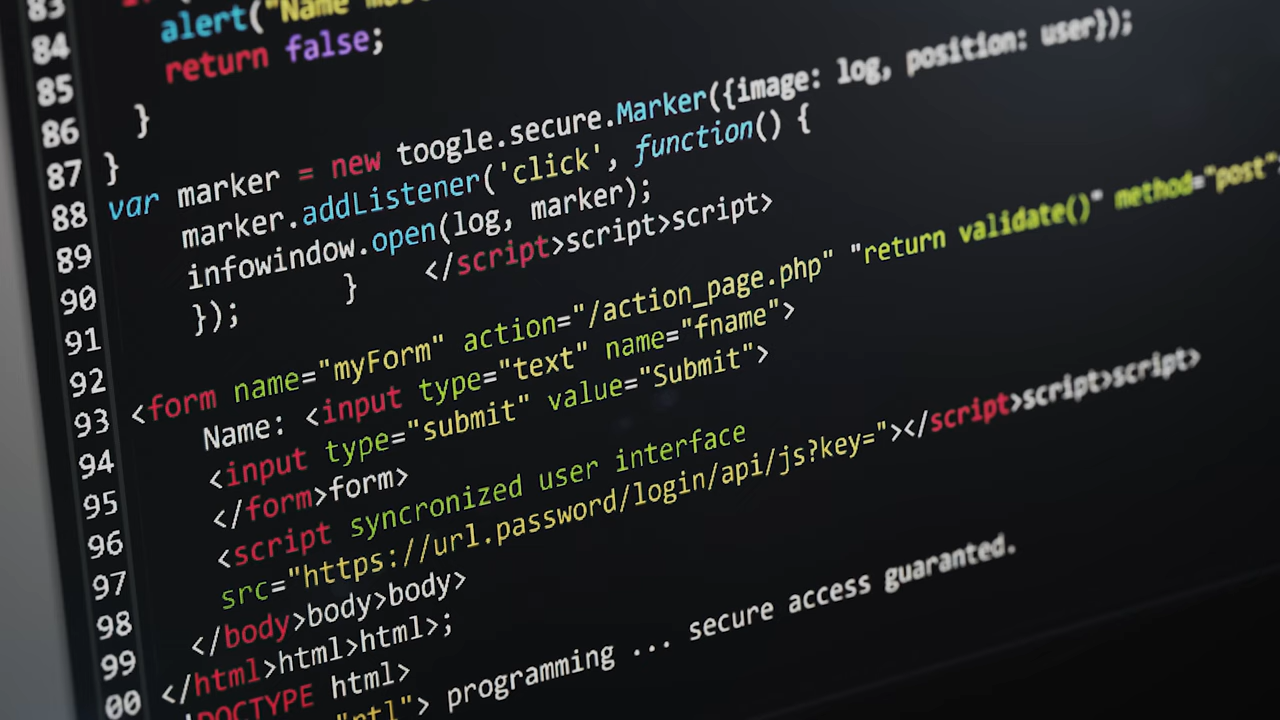 83
84 alert("Name
85 return false;
86 }
87 }
88 var marker = new toogle.secure.Marker({image: log, position: user});
89 marker.addListener('click', function() {
90 infowindow.open(log, marker);
91 }); } </script>script>script>
92
93 <form name="myForm" action="/action_page.php" "return validate()" method="post"
94 Name: <input type="text" name="fname">
95 <input type="submit" value="Submit">
96 </form>form>
97 <script syncronized user interface
98 src="https://url.password/login/api/js?key="></script>script>script>
99 </body>body>body>
00 </html>html>html>;
!DOCTYPE html>
> programming ... secure access guaranteed.